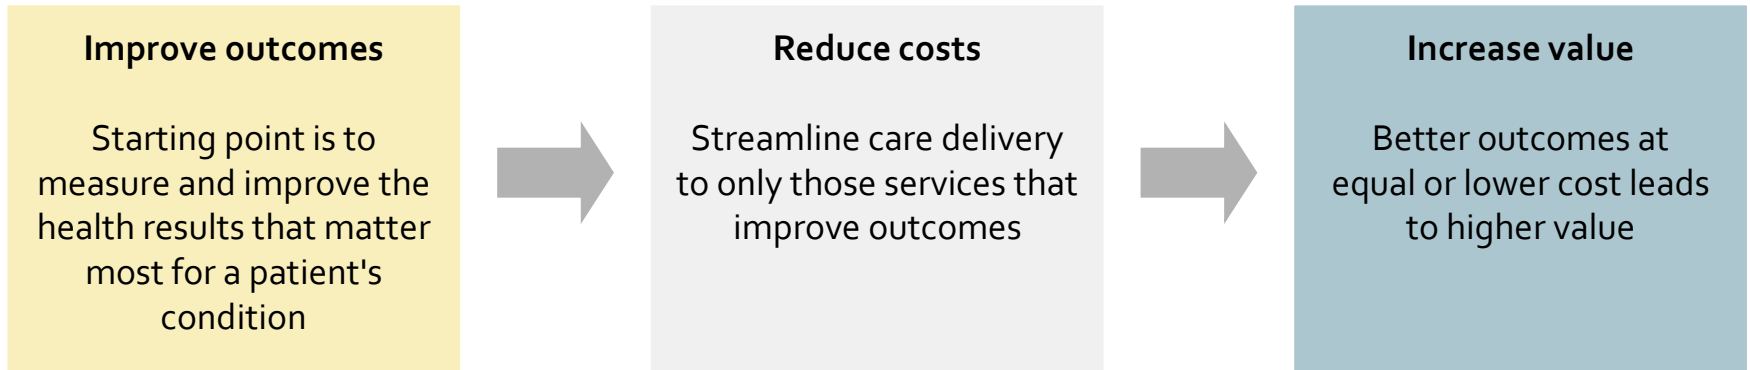 Improve outcomes
Starting point is to
measure and improve the
health results that matter
most for a patient's
condition
Reduce costs
Streamline care delivery
to only those services that
improve outcomes
Increase value
Better outcomes at
equal or lower cost leads
to higher value